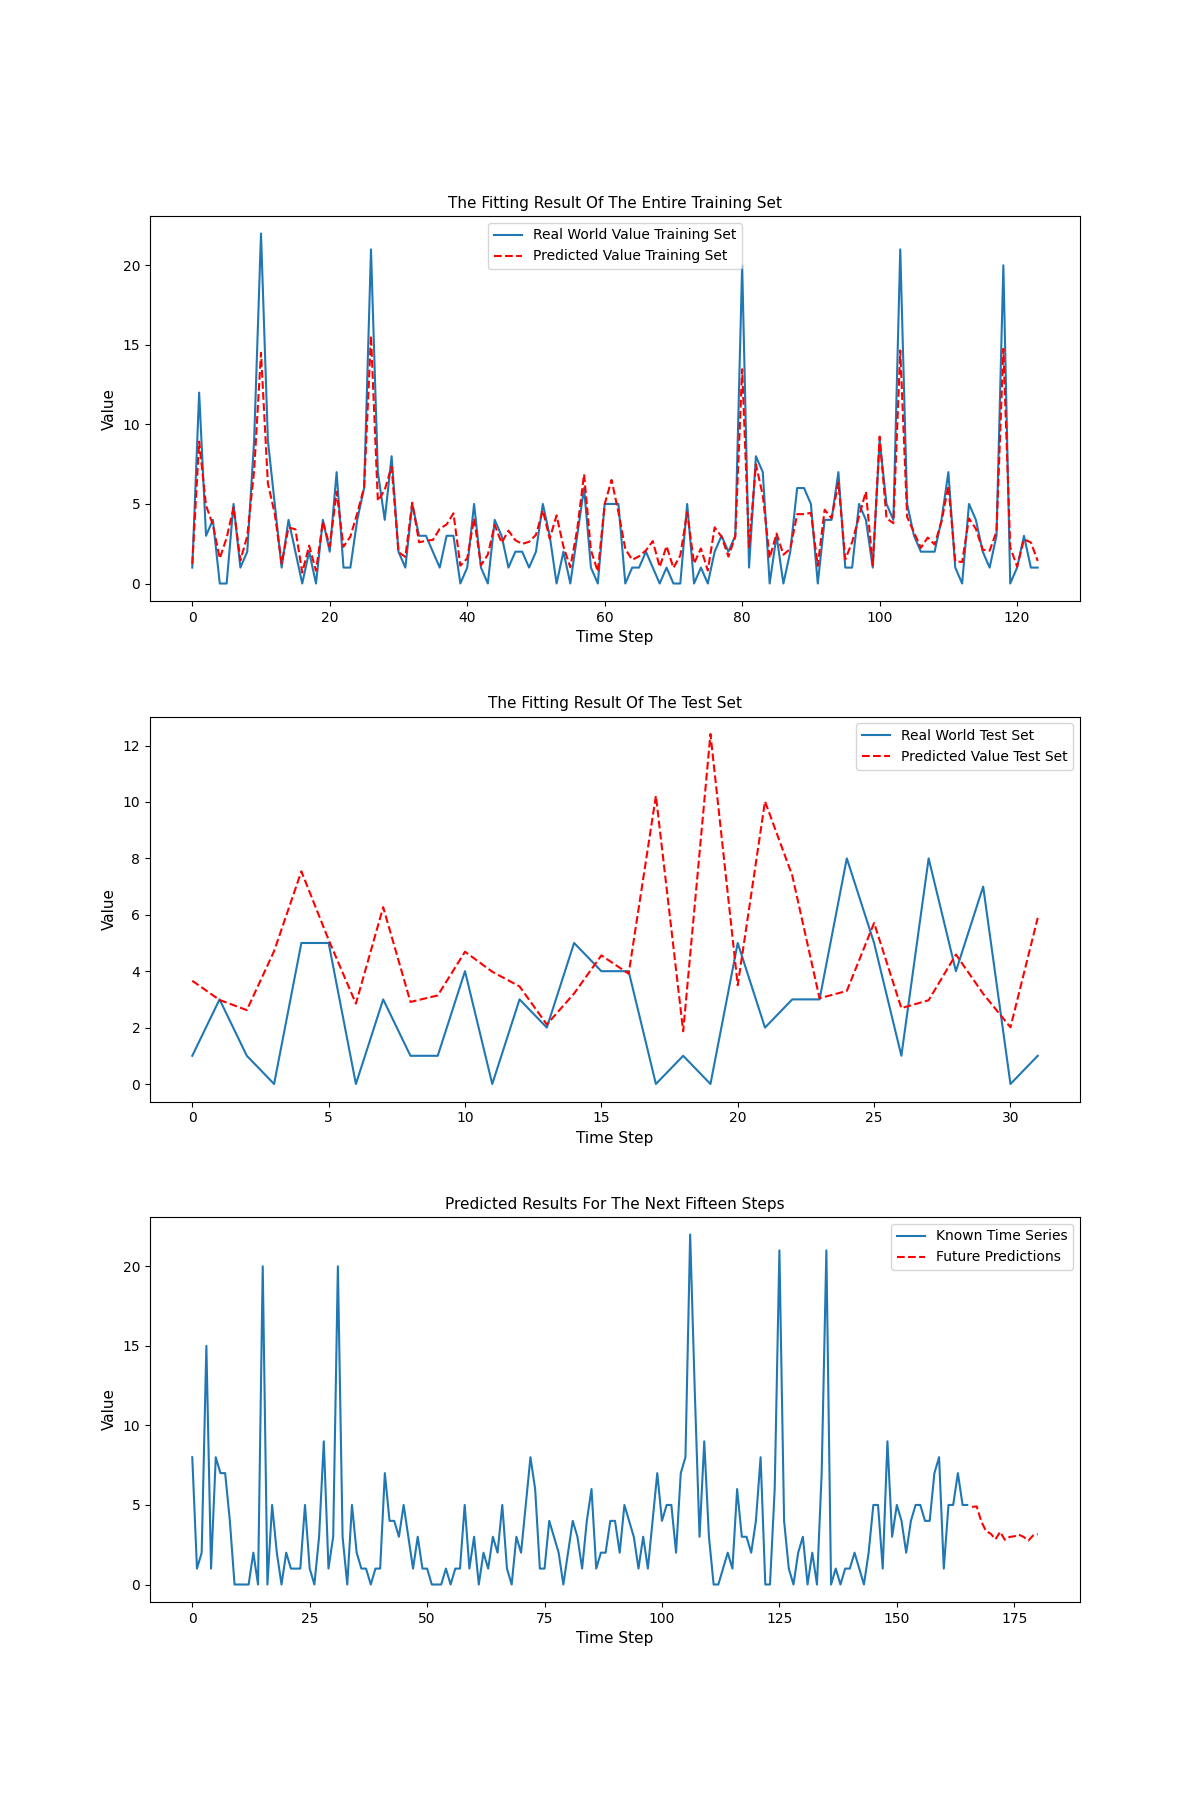 The Fitting Result Of The Entire Training Set
Real World Value Training Set
Predicted Value Training Set
Value
20
15
10
5
0
0 20 40 60 80 100 120
Time Step
The Fitting Result Of The Test Set
Real World Test Set
Predicted Value Test Set
Value
12
10
8
6
4
2
0
0 5 10 15 20 25 30
Time Step
Predicted Results For The Next Fifteen Steps
Known Time Series
Future Predictions
Value
20
15
10
5
0
0 25 50 75 100 125 150 175
Time Step